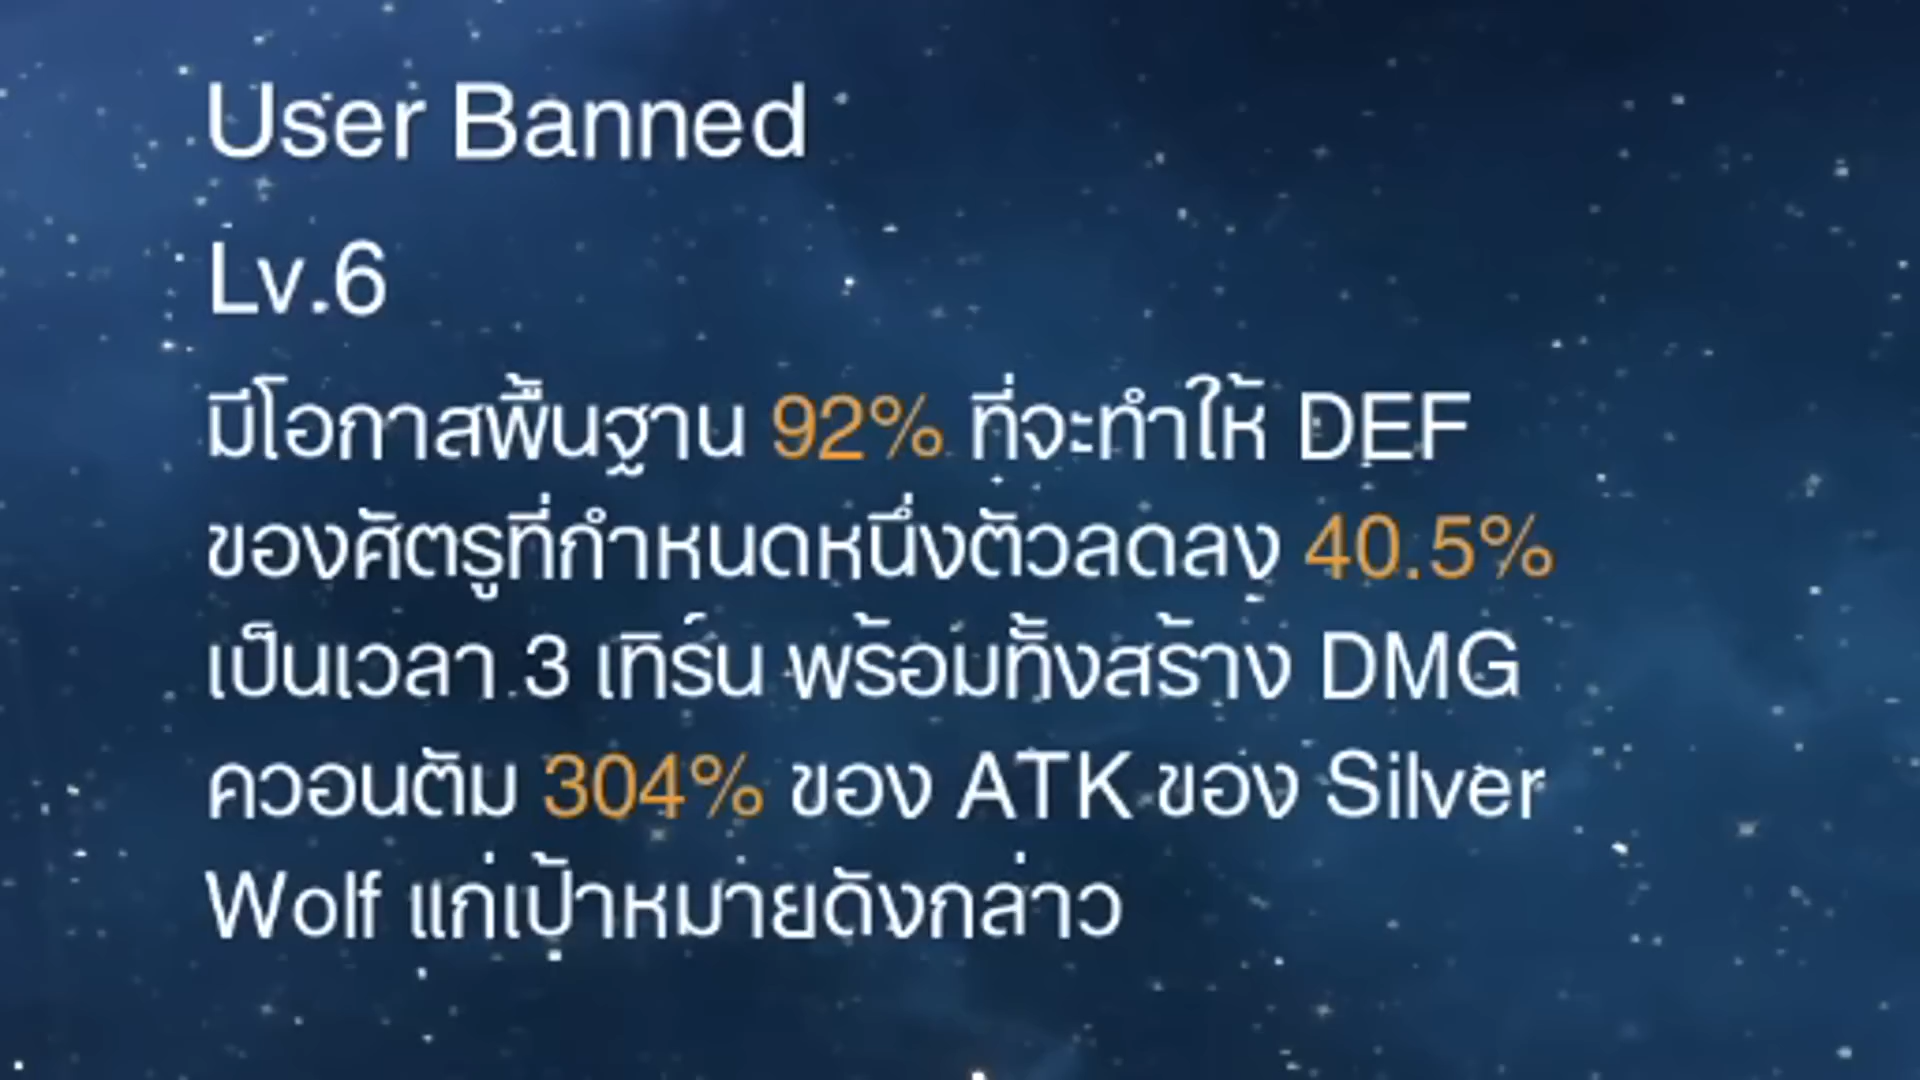 User Banned
Lv.6
มีโอกาสพื้นฐาน 92% ที่จะทำให้ DEF
ของศัตรูที่กำหนดหนึ่งตัวลดลง 40.5%
เป็นเวลา 3 เทิร์น พร้อมทั้งสร้าง DMG
ควอนตัม 304% ของ ATK ของ Silver
Wolf แก่เป้าหมายดังกล่าว